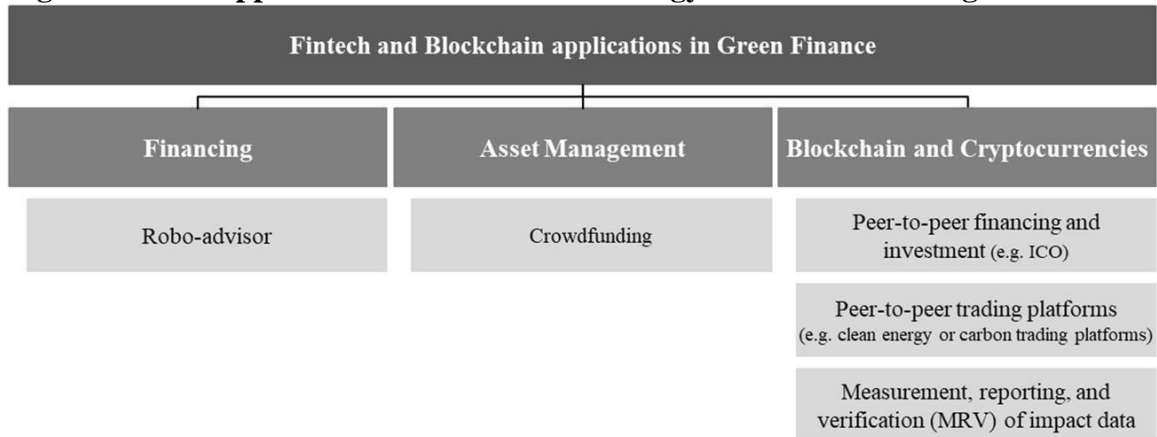 Fintech and Blockchain applications in Green Finance
Financing
Asset Management
Blockchain and Cryptocurrencies
Robo-advisor
Crowdfunding
Peer-to-peer financing and
investment (e.g. ICO)
Peer-to-peer trading platforms
(e.g. clean energy or carbon trading platforms)
Measurement, reporting, and
verification (MRV) of impact data